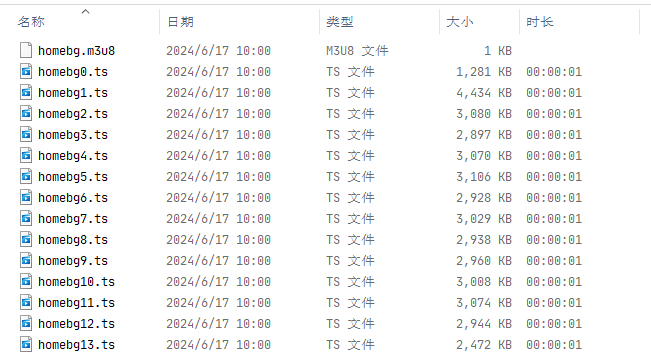 名称 日期 类型 大小 时长
homebg.m3u8 2024/6/17 10:00 M3U8 文件 1 KB
homebg0.ts 2024/6/17 10:00 TS 文件 1,281 KB 00:00:01
homebg1.ts 2024/6/17 10:00 TS 文件 4,434 KB 00:00:01
homebg2.ts 2024/6/17 10:00 TS 文件 3,080 KB 00:00:01
homebg3.ts 2024/6/17 10:00 TS 文件 2,897 KB 00:00:01
homebg4.ts 2024/6/17 10:00 TS 文件 3,070 KB 00:00:01
homebg5.ts 2024/6/17 10:00 TS 文件 3,106 KB 00:00:01
homebg6.ts 2024/6/17 10:00 TS 文件 2,928 KB 00:00:01
homebg7.ts 2024/6/17 10:00 TS 文件 3,029 KB 00:00:01
homebg8.ts 2024/6/17 10:00 TS 文件 2,938 KB 00:00:01
homebg9.ts 2024/6/17 10:00 TS 文件 2,960 KB 00:00:01
homebg10.ts 2024/6/17 10:00 TS 文件 3,008 KB 00:00:01
homebg11.ts 2024/6/17 10:00 TS 文件 3,074 KB 00:00:01
homebg12.ts 2024/6/17 10:00 TS 文件 2,944 KB 00:00:01
homebg13.ts 2024/6/17 10:00 TS 文件 2,472 KB 00:00:01